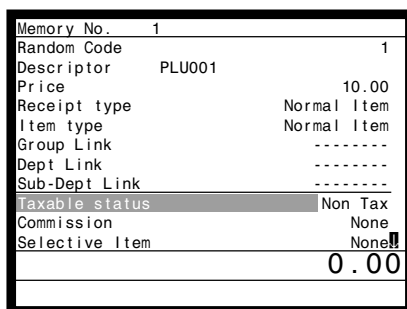 Memory No. 1
Random Code 1
Descriptor PLU001
Price 10.00
Receipt type Normal Item
Item type Normal Item
Group Link --------
Dept Link --------
Sub-Dept Link --------
Taxable status Non Tax
Commission None
Selective Item None↓
0.00